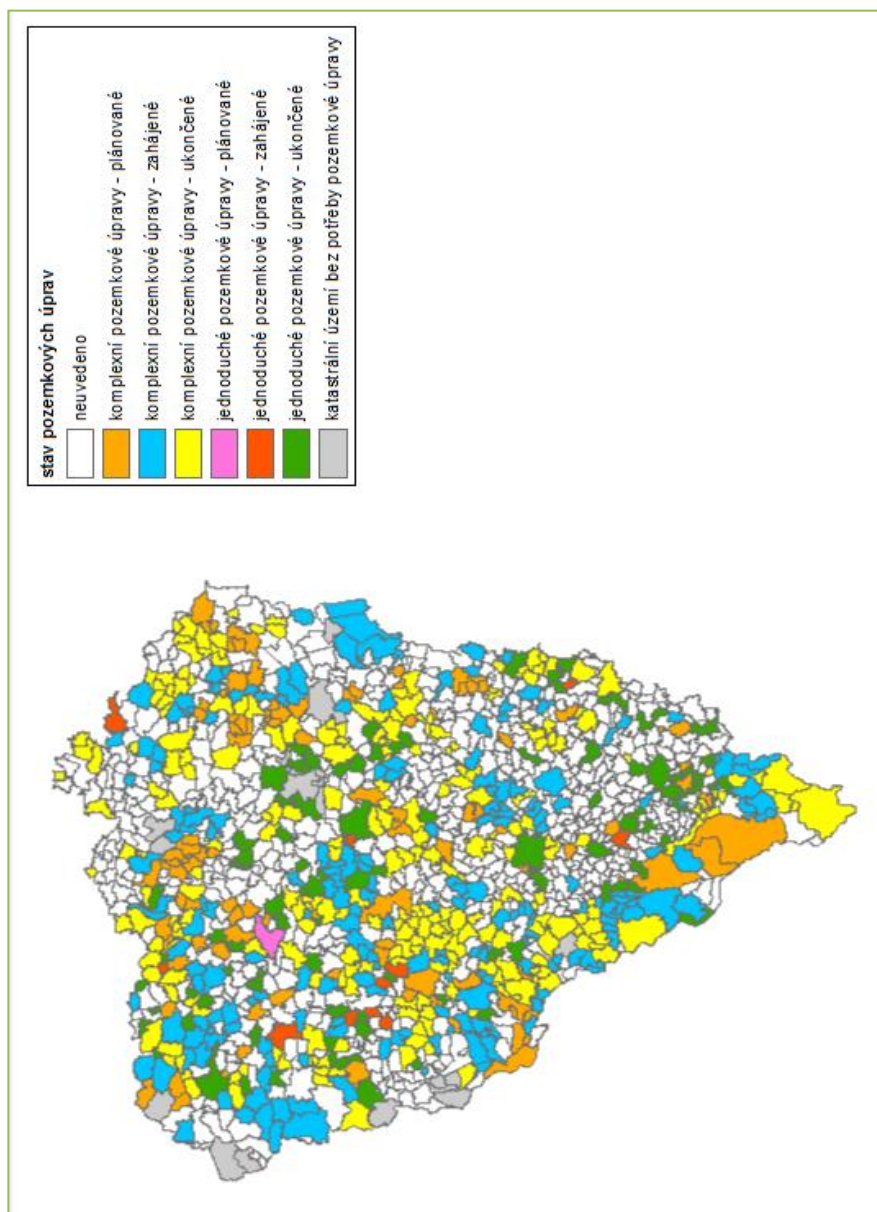 stav pozemkových úprav
neuvedeno
komplexní pozemkové úpravy - plánované
komplexní pozemkové úpravy - zahájené
komplexní pozemkové úpravy - ukončené
jednoduché pozemkové úpravy - plánované
jednoduché pozemkové úpravy - zahájené
jednoduché pozemkové úpravy - ukončené
katastrální území bez potřeby pozemkové úpravy